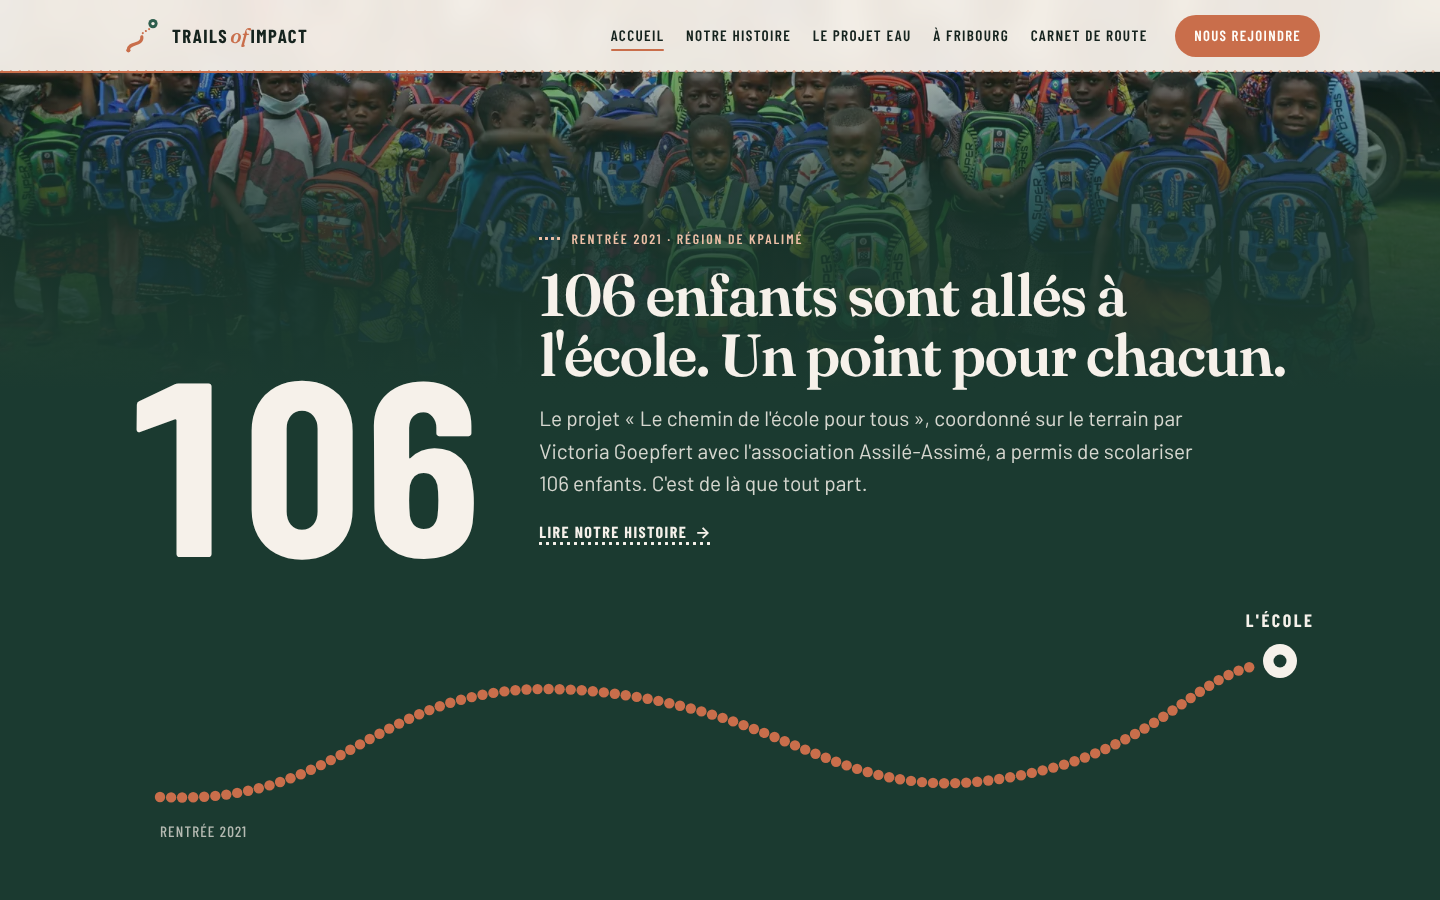 TRAILS of IMPACT
ACCUEIL NOTRE HISTOIRE LE PROJET EAU À FRIBOURG CARNET DE ROUTE NOUS REJOINDRE
RENTRÉE 2021 · RÉGION DE KPALIMÉ
106 enfants sont allés à
l'école. Un point pour chacun.
106
Le projet « Le chemin de l'école pour tous », coordonné sur le terrain par
Victoria Goepfert avec l'association Assilé-Assimé, a permis de scolariser
106 enfants. C'est de là que tout part.
LIRE NOTRE HISTOIRE →
L'ÉCOLE
RENTRÉE 2021